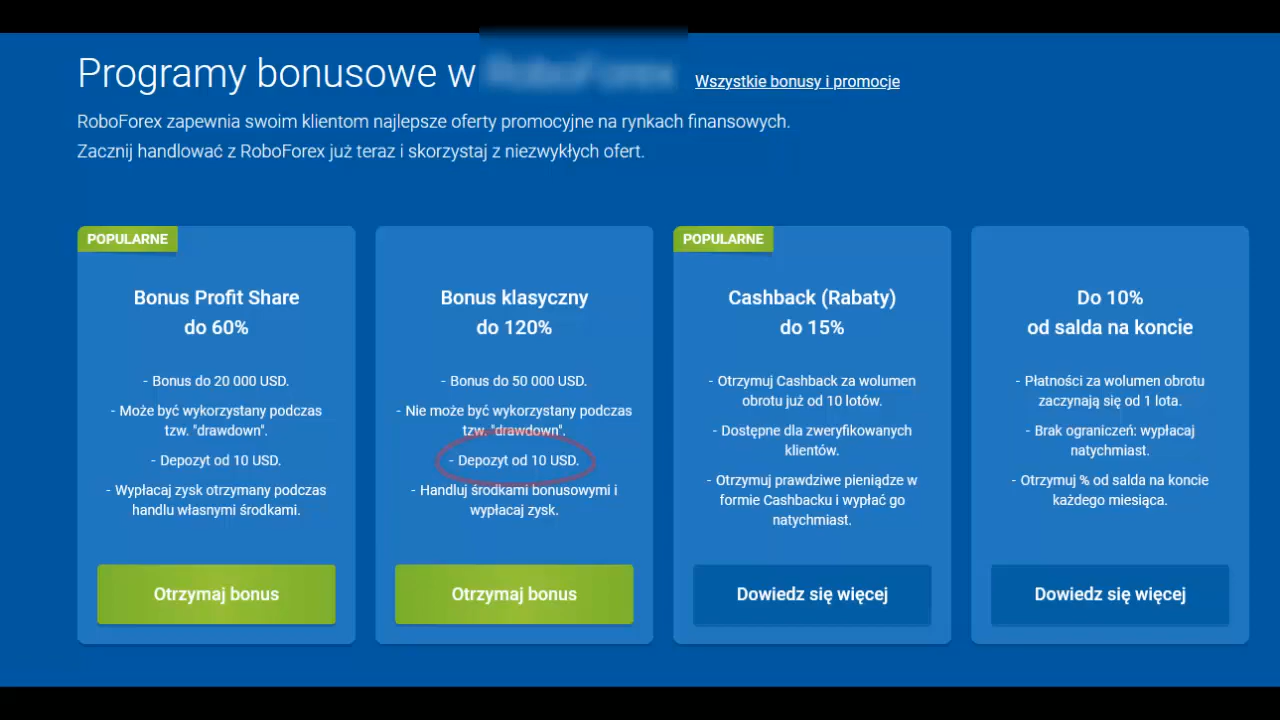 Programy bonusowe w
Wszystkie bonusy i promocje
RoboForex zapewnia swoim klientom najlepsze oferty promocyjne na rynkach finansowych.
Zacznij handlować z RoboForex już teraz i skorzystaj z niezwykłych ofert.
POPULARNE
Bonus Profit Share
do 60%
- Bonus do 20 000 USD.
- Może być wykorzystany podczas
tzw. "drawdown".
- Depozyt od 10 USD.
- Wypłacaj zysk otrzymany podczas
handlu własnymi środkami.
Otrzymaj bonus
Bonus klasyczny
do 120%
- Bonus do 50 000 USD.
- Nie może być wykorzystany podczas
tzw. "drawdown".
- Depozyt od 10 USD.
- Handluj środkami bonusowymi i
wypłacaj zysk.
Otrzymaj bonus
POPULARNE
Cashback (Rabaty)
do 15%
- Otrzymuj Cashback za wolumen
obrotu już od 10 lotów.
- Dostępne dla zweryfikowanych
klientów.
- Otrzymuj prawdziwe pieniądze w
formie Cashbacku i wypłać go
natychmiast.
Dowiedz się więcej
Do 10%
od salda na koncie
- Płatności za wolumen obrotu
zaczynają się od 1 lota.
- Brak ograniczeń: wypłacaj
natychmiast.
- Otrzymuj % od salda na koncie
każdego miesiąca.
Dowiedz się więcej